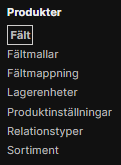 Produkter
Fält
Fältmallar
Fältmappning
Lagerenheter
Produktinställningar
Relationstyper
Sortiment